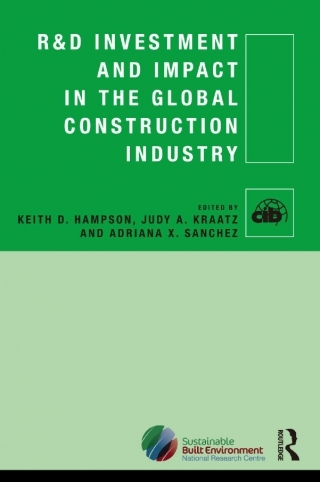 R&D INVESTMENT
AND IMPACT
IN THE GLOBAL
CONSTRUCTION
INDUSTRY
EDITED BY
KEITH D. HAMPSON, JUDY A. KRAATZ
AND ADRIANA X. SANCHEZ
CIB
Sustainable
Built Environment
National Research Centre
ROUTLEDGE